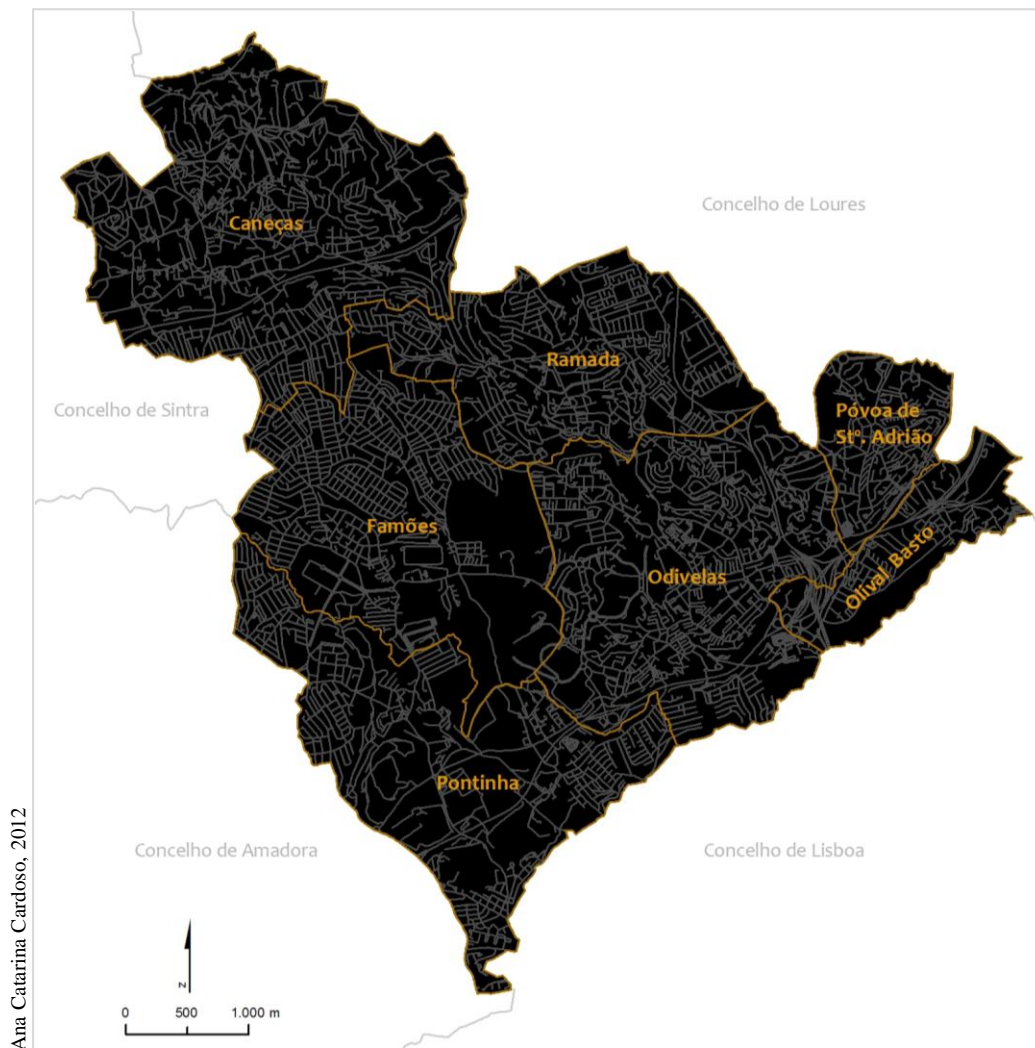 Caneças
Concelho de Loures
Ramada
Concelho de Sintra
Póvoa de
Stº. Adrião
Famões
Odivelas
Olival Basto
Pontinha
Concelho de Amadora
Concelho de Lisboa
z
0 500 1.000 m
Ana Catarina Cardoso, 2012